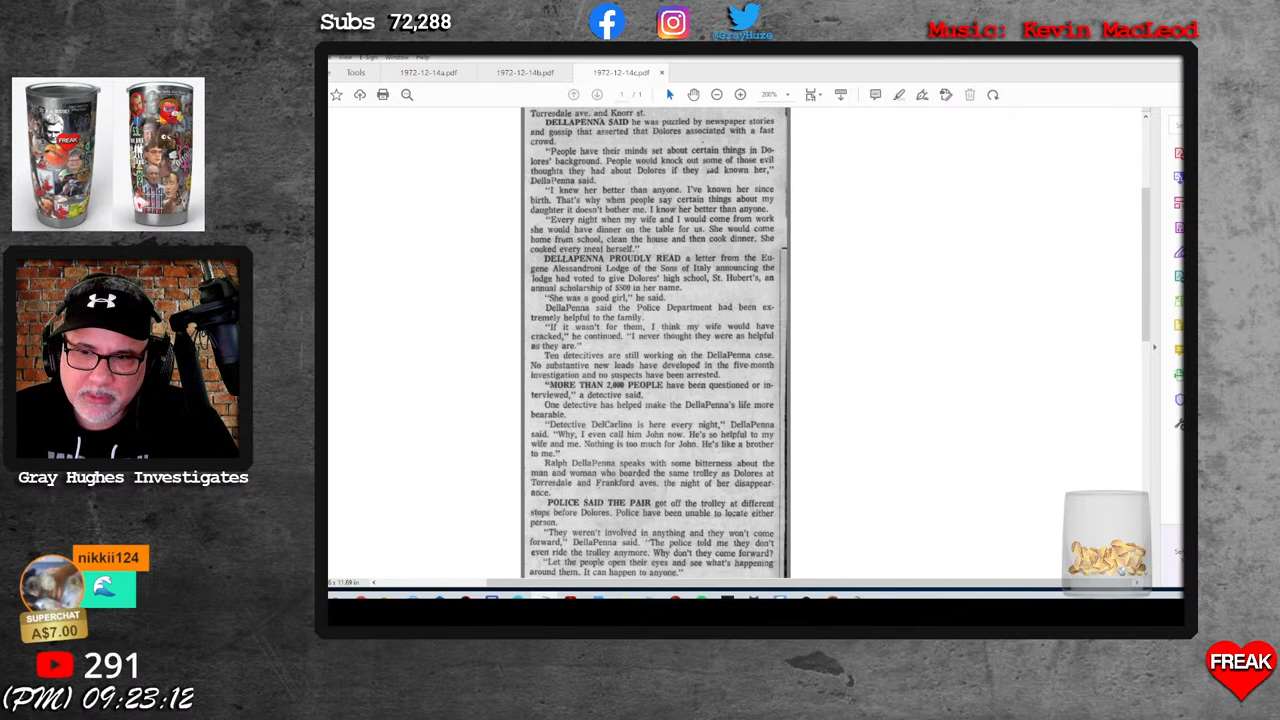 Subs 72,288
@GrayHuze
Music: Kevin MacLeod
View E-Sign Window Help
Tools 1972-12-14a.pdf 1972-12-14b.pdf 1972-12-14c.pdf ×
1 / 1 200%
FREAK
Torresdale ave. and Knorr st.
DELLAPENNA SAID he was puzzled by newspaper stories
and gossip that asserted that Dolores associated with a fast
crowd.
"People have their minds set about certain things in Do-
lores' background. People would knock out some of those evil
thoughts they had about Dolores if they had known her,"
DellaPenna said.
"I knew her better than anyone. I've known her since
birth. That's why when people say certain things about my
daughter it doesn't bother me. I know her better than anyone.
"Every night when my wife and I would come from work
she would have dinner on the table for us. She would come
home from school, clean the house and then cook dinner. She
cooked every meal herself."
DELLAPENNA PROUDLY READ a letter from the Eu-
gene Alessandroni Lodge of the Sons of Italy announcing the
lodge had voted to give Dolores' high school, St. Hubert's, an
annual scholarship of $500 in her name.
"She was a good girl," he said.
DellaPenna said the Police Department had been ex-
tremely helpful to the family.
"If it wasn't for them, I think my wife would have
cracked," he continued. "I never thought they were as helpful
as they are."
Ten detecitives are still working on the DellaPenna case.
No substantive new leads have developed in the five-month
investigation and no suspects have been arrested.
"MORE THAN 2,000 PEOPLE have been questioned or in-
terviewed," a detective said.
One detective has helped make the DellaPenna's life more
bearable.
"Detective DelCarlino is here every night," DellaPenna
said. "Why, I even call him John now. He's so helpful to my
wife and me. Nothing is too much for John. He's like a brother
to me."
Ralph DellaPenna speaks with some bitterness about the
man and woman who boarded the same trolley as Dolores at
Torresdale and Frankford aves. the night of her disappear-
ance.
POLICE SAID THE PAIR got off the trolley at different
stops before Dolores. Police have been unable to locate either
person.
"They weren't involved in anything and they won't come
forward," DellaPenna said. "The police told me they don't
even ride the trolley anymore. Why don't they come forward?
"Let the people open their eyes and see what's happening
around them. It can happen to anyone."
Gray Hughes Investigates
nikkii124
SUPERCHAT
A$7.00
291
(PM) 09:23:12
FREAK